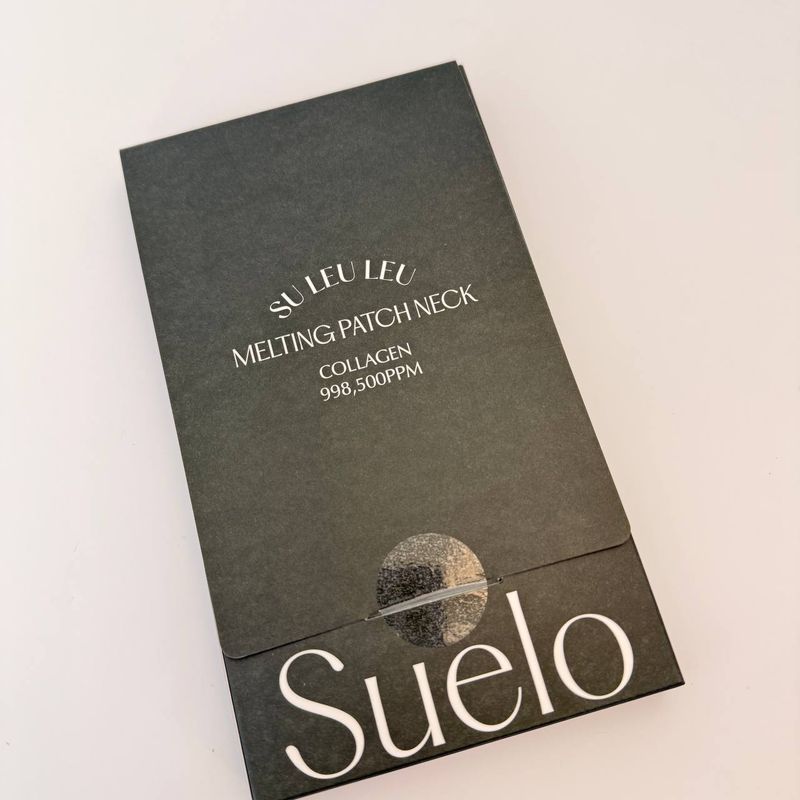 SU LEU LEU
MELTING PATCH NECK
COLLAGEN
998,500PPM
Suelo